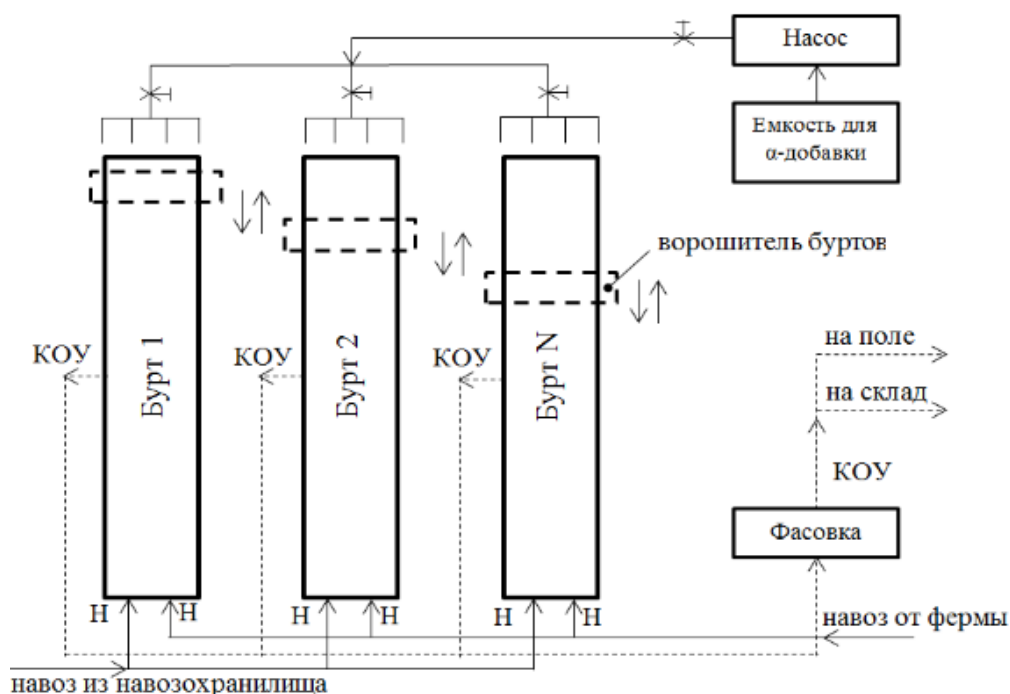 Насос
Емкость для
α-добавки
ворошитель буртов
КОУ
Бурт 1
КОУ
Бурт 2
КОУ
Бурт N
на поле
на склад
КОУ
Фасовка
Н
Н
Н
Н
Н
Н
навоз от фермы
навоз из навозохранилища